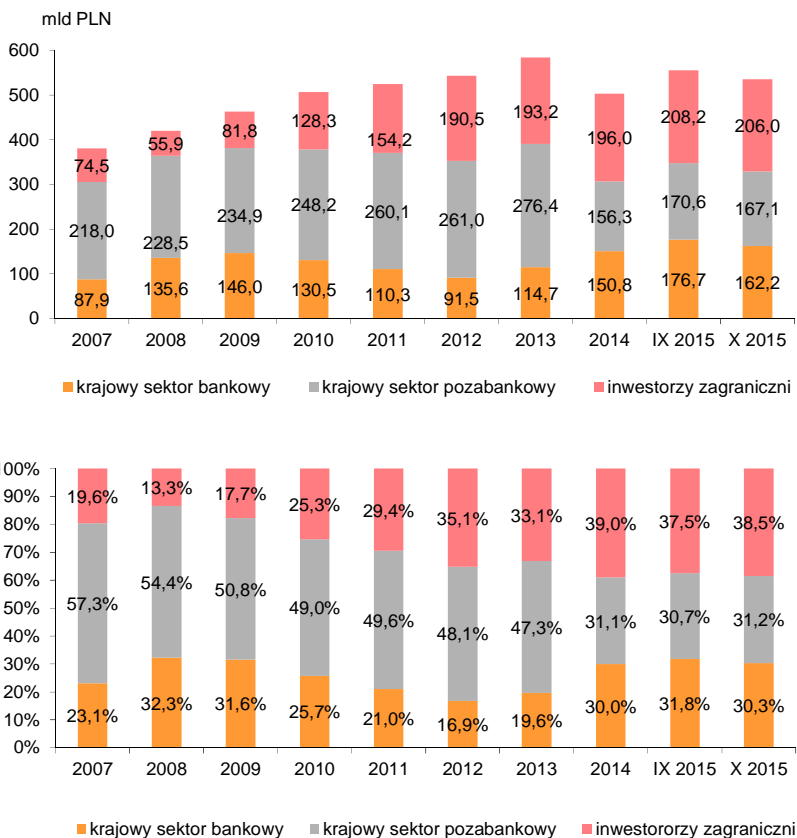 mld PLN
600
500
400
300
200
100
0
74,5 55,9 81,8 128,3 154,2 190,5 193,2 196,0 208,2 206,0
218,0 228,5 234,9 248,2 260,1 261,0 276,4 156,3 170,6 167,1
87,9 135,6 146,0 130,5 110,3 91,5 114,7 150,8 176,7 162,2
2007 2008 2009 2010 2011 2012 2013 2014 IX 2015 X 2015
krajowy sektor bankowy krajowy sektor pozabankowy inwestorzy zagraniczni
100%
90%
80%
70%
60%
50%
40%
30%
20%
10%
0%
19,6% 13,3% 17,7% 25,3% 29,4% 35,1% 33,1% 39,0% 37,5% 38,5%
57,3% 54,4% 50,8% 49,0% 49,6% 48,1% 47,3% 31,1% 30,7% 31,2%
23,1% 32,3% 31,6% 25,7% 21,0% 16,9% 19,6% 30,0% 31,8% 30,3%
2007 2008 2009 2010 2011 2012 2013 2014 IX 2015 X 2015
krajowy sektor bankowy krajowy sektor pozabankowy inwestororzy zagraniczni